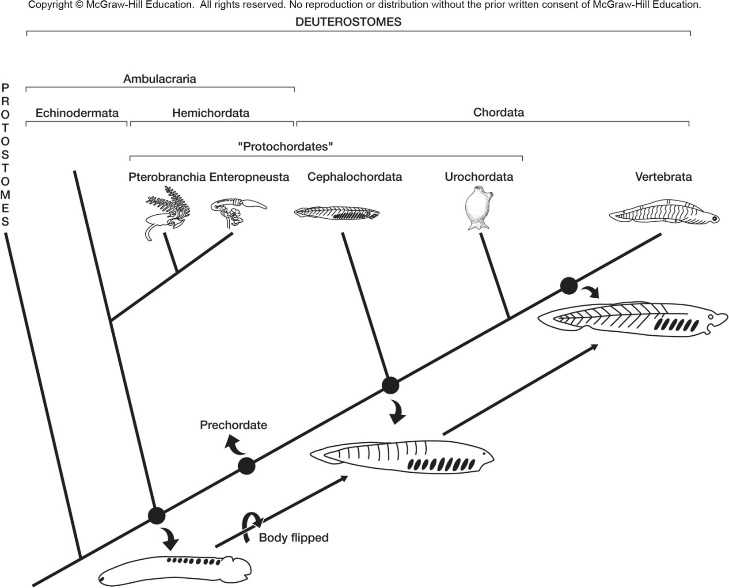 Copyright © McGraw-Hill Education. All rights reserved. No reproduction or distribution without the prior written consent of McGraw-Hill Education.
DEUTEROSTOMES
Ambulacraria
PROTOSTOMES
Echinodermata Hemichordata Chordata
"Protochordates"
Pterobranchia Enteropneusta Cephalochordata Urochordata Vertebrata
Prechordate
Body flipped